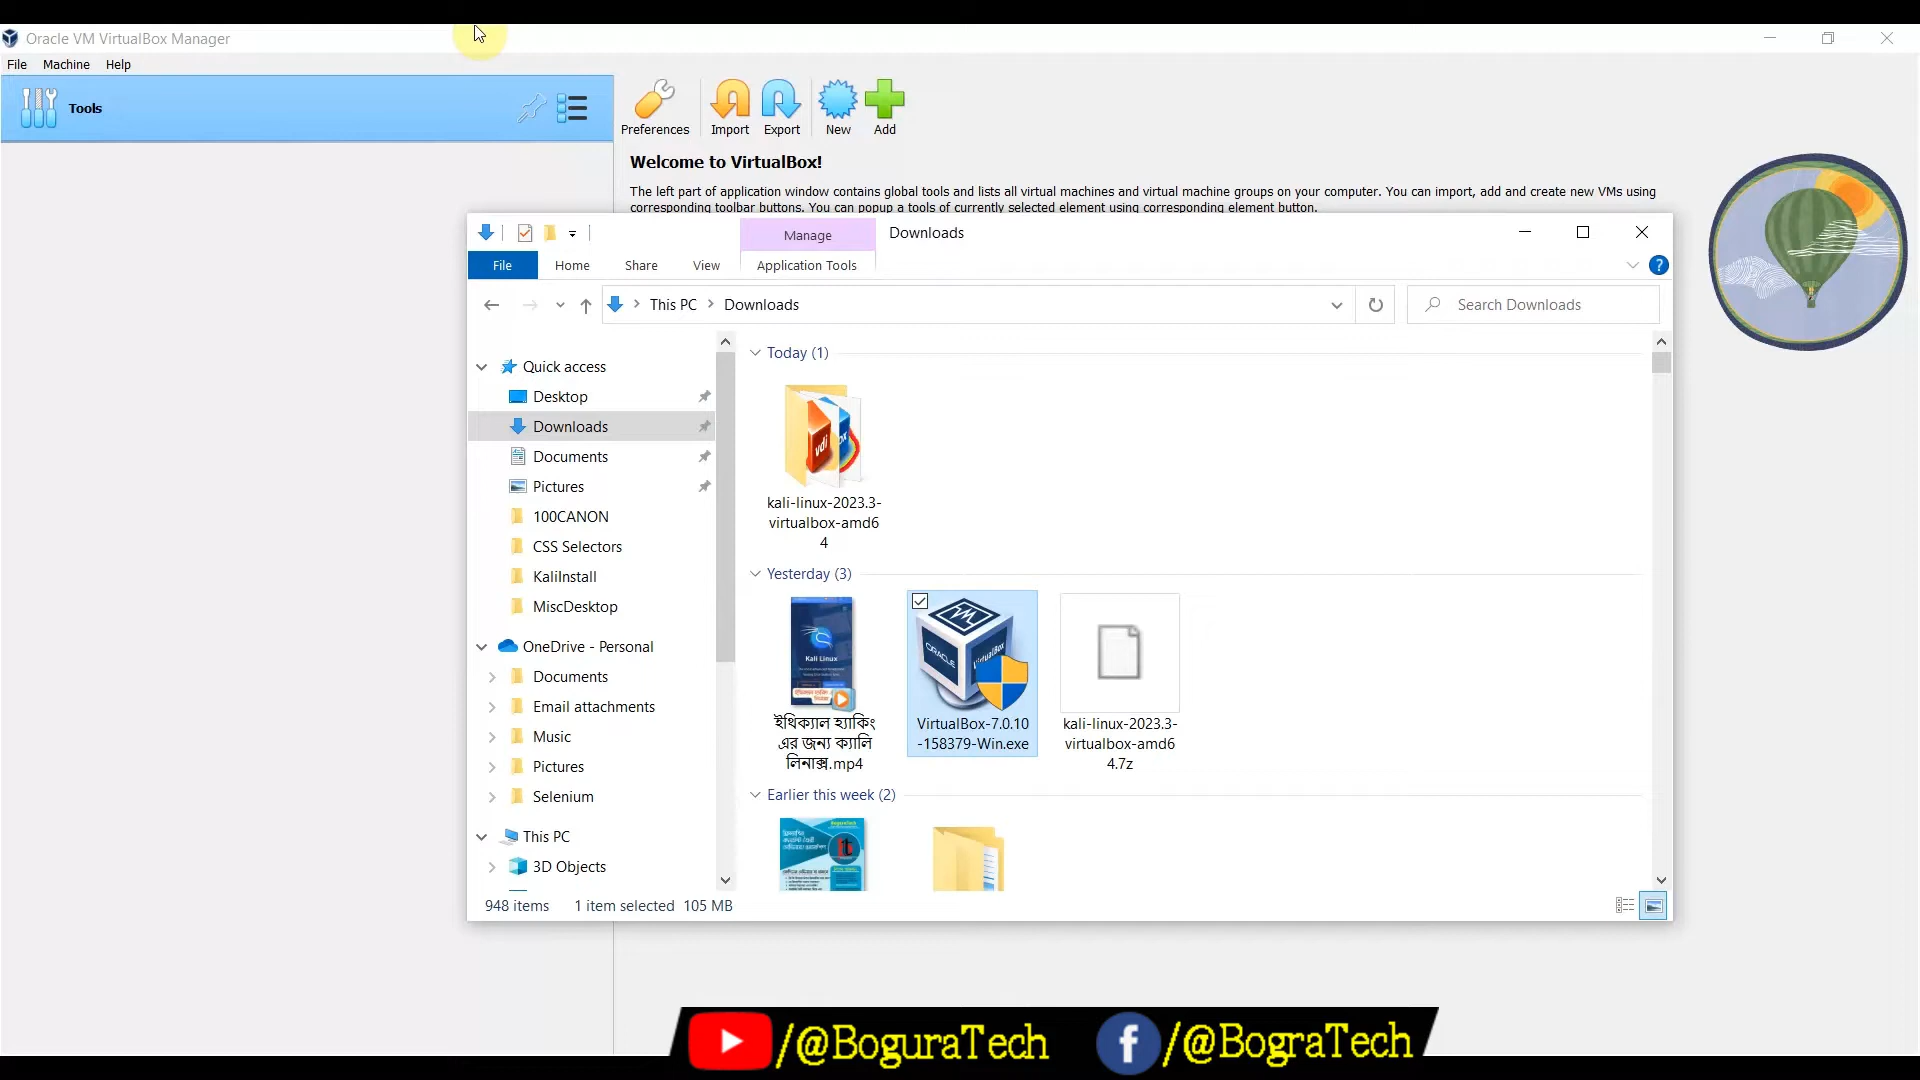 Oracle VM VirtualBox Manager
File Machine Help
Tools
Preferences Import Export New Add
Welcome to VirtualBox!
The left part of application window contains global tools and lists all virtual machines and virtual machine groups on your computer. You can import, add and create new VMs using
corresponding toolbar buttons. You can popup a tools of currently selected element using corresponding element button.
Manage Downloads
File Home Share View Application Tools
This PC Downloads
Search Downloads
Quick access
Desktop
Downloads
Documents
Pictures
100CANON
CSS Selectors
KaliInstall
MiscDesktop
OneDrive - Personal
Documents
Email attachments
Music
Pictures
Selenium
This PC
3D Objects
Today (1)
vdi
kali-linux-2023.3-
virtualbox-amd6
4
Yesterday (3)
Kali Linux
ইথিক্যাল হ্যাকিং
এর জন্য ক্যালি
লিনাক্স.mp4
ORACLE
VirtualBox
VirtualBox-7.0.10
-158379-Win.exe
kali-linux-2023.3-
virtualbox-amd6
4.7z
Earlier this week (2)
948 items 1 item selected 105 MB
/@BoguraTech
/@BograTech